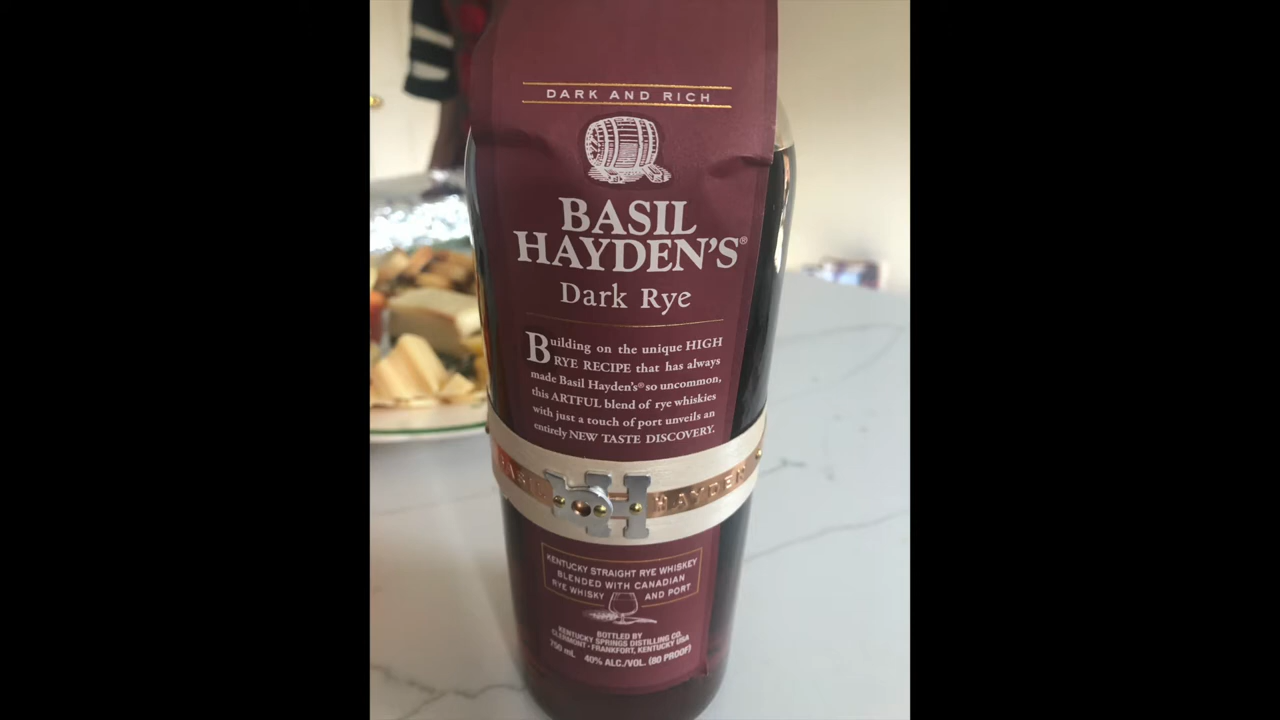 DARK AND RICH
BASIL
HAYDEN'S®
Dark Rye
Building on the unique HIGH
RYE RECIPE that has always
made Basil Hayden's® so uncommon,
this ARTFUL blend of rye whiskies
with just a touch of port unveils an
entirely NEW TASTE DISCOVERY.
BASIL HAYDEN
bH
KENTUCKY STRAIGHT RYE WHISKEY
BLENDED WITH CANADIAN
RYE WHISKY AND PORT
BOTTLED BY
KENTUCKY SPRINGS DISTILLING CO.
CLERMONT - FRANKFORT, KENTUCKY USA
750 mL 40% ALC./VOL. (80 PROOF)